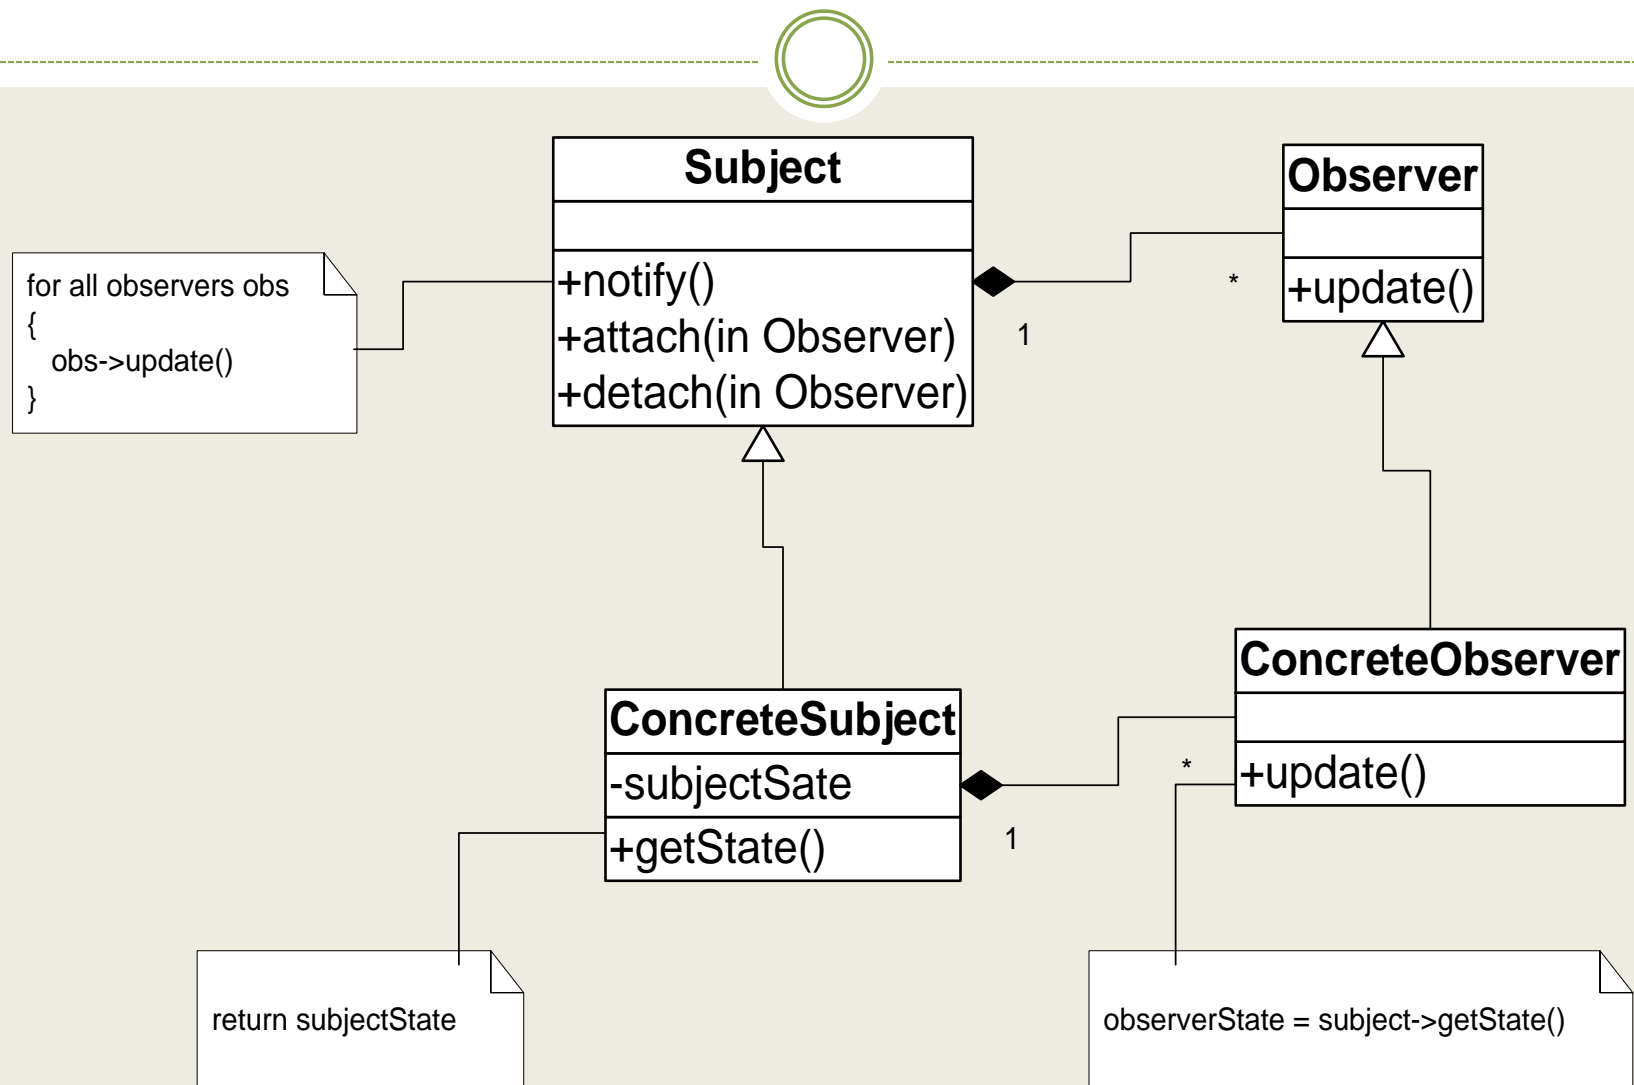 Subject
+notify()
+attach(in Observer)
+detach(in Observer)
Observer
+update()
for all observers obs
{
obs->update()
}
1
*
ConcreteSubject
-subjectSate
+getState()
ConcreteObserver
+update()
1
*
return subjectState
observerState = subject->getState()